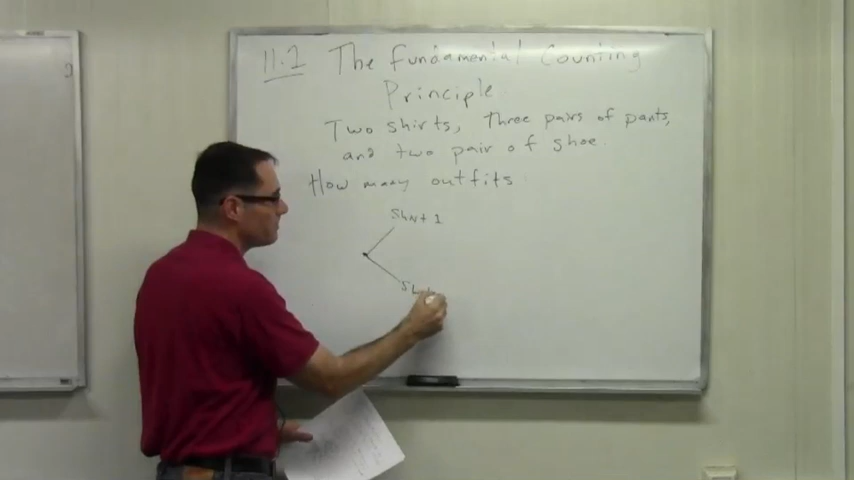 11.1 The Fundamental Counting
Principle
Two shirts, Three pairs of pants,
and two pair of shoe.
How many outfits
Shirt 1